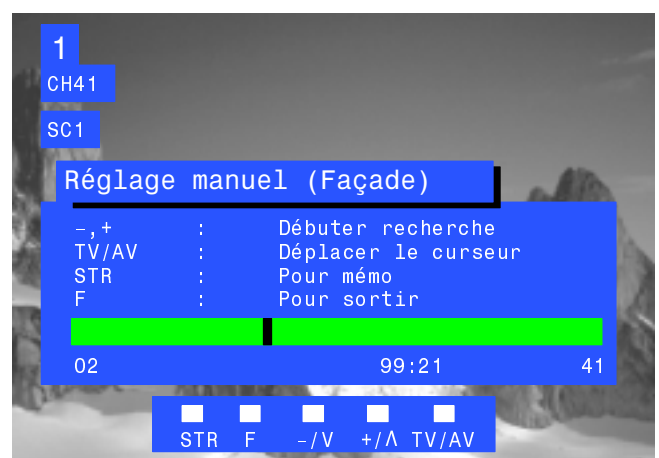 1
CH41
SC1
Réglage manuel (Façade)
–,+ : Débuter recherche
TV/AV : Déplacer le curseur
STR : Pour mémo
F : Pour sortir
02 99:21 41
STR F –/V +/Λ TV/AV